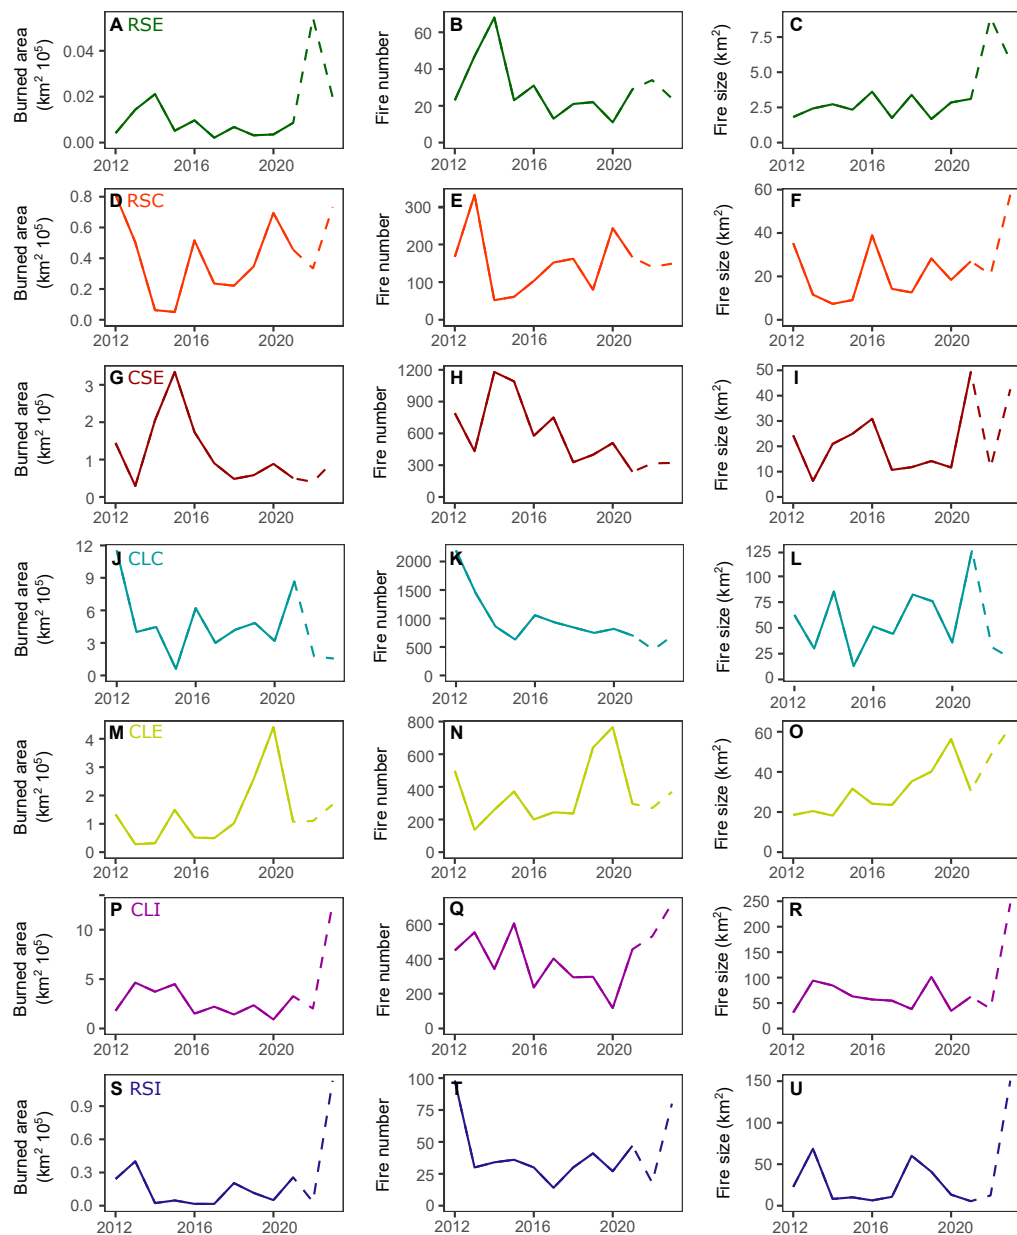 A RSE
Burned area
(km² 10⁵)
0.04
0.02
0.00
2012 2016 2020
B
Fire number
60
40
20
0
2012 2016 2020
C
Fire size (km²)
7.5
5.0
2.5
0.0
2012 2016 2020
D RSC
Burned area
(km² 10⁵)
0.8
0.6
0.4
0.2
0.0
2012 2016 2020
E
Fire number
300
200
100
0
2012 2016 2020
F
Fire size (km²)
60
40
20
0
2012 2016 2020
G CSE
Burned area
(km² 10⁵)
3
2
1
0
2012 2016 2020
H
Fire number
1200
900
600
300
0
2012 2016 2020
I
Fire size (km²)
50
40
30
20
10
0
2012 2016 2020
J CLC
Burned area
(km² 10⁵)
12
9
6
3
0
2012 2016 2020
K
Fire number
2000
1500
1000
500
0
2012 2016 2020
L
Fire size (km²)
125
100
75
50
25
0
2012 2016 2020
M CLE
Burned area
(km² 10⁵)
4
3
2
1
0
2012 2016 2020
N
Fire number
800
600
400
200
0
2012 2016 2020
O
Fire size (km²)
60
40
20
0
2012 2016 2020
P CLI
Burned area
(km² 10⁵)
10
5
0
2012 2016 2020
Q
Fire number
600
400
200
0
2012 2016 2020
R
Fire size (km²)
250
200
150
100
50
0
2012 2016 2020
S RSI
Burned area
(km² 10⁵)
0.9
0.6
0.3
0.0
2012 2016 2020
T
Fire number
100
75
50
25
0
2012 2016 2020
U
Fire size (km²)
150
100
50
0
2012 2016 2020